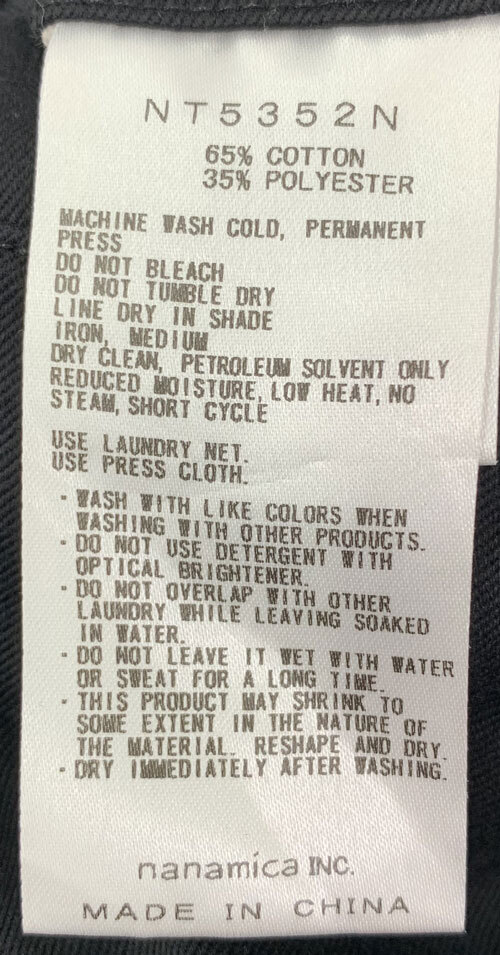 NT5352N
65% COTTON
35% POLYESTER
MACHINE WASH COLD, PERMANENT
PRESS
DO NOT BLEACH
DO NOT TUMBLE DRY
LINE DRY IN SHADE
IRON, MEDIUM
DRY CLEAN, PETROLEUM SOLVENT ONLY
REDUCED MOISTURE, LOW HEAT, NO
STEAM, SHORT CYCLE
USE LAUNDRY NET.
USE PRESS CLOTH.
· WASH WITH LIKE COLORS WHEN
WASHING WITH OTHER PRODUCTS.
· DO NOT USE DETERGENT WITH
OPTICAL BRIGHTENER.
· DO NOT OVERLAP WITH OTHER
LAUNDRY WHILE LEAVING SOAKED
IN WATER.
· DO NOT LEAVE IT WET WITH WATER
OR SWEAT FOR A LONG TIME.
· THIS PRODUCT MAY SHRINK TO
SOME EXTENT IN THE NATURE OF
THE MATERIAL. RESHAPE AND DRY.
· DRY IMMEDIATELY AFTER WASHING.
nanamica INC.
MADE IN CHINA